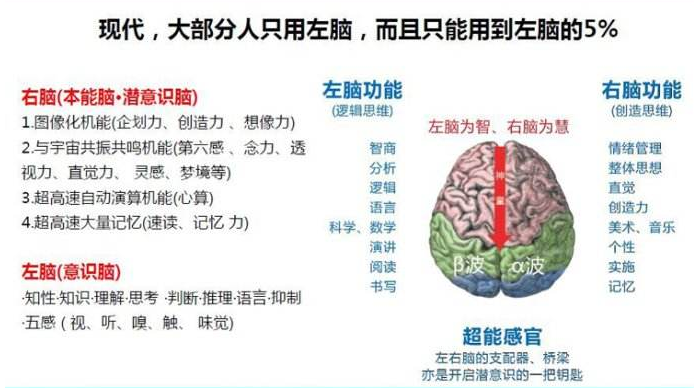 现代，大部分人只用左脑，而且只能用到左脑的5%
右脑(本能脑·潜意识脑)
1.图像化机能(企划力、创造力 、想像力)
2.与宇宙共振共鸣机能(第六感 、念力、透
视力、直觉力、 灵感、梦境等)
3.超高速自动演算机能(心算)
4.超高速大量记忆(速读、记忆 力)
左脑(意识脑)
·知性·知识·理解·思考 ·判断·推理·语言·抑制
·五感 ( 视、听、嗅、触、 味觉)
左脑功能
(逻辑思维)
智商
分析
逻辑
语言
科学、数学
演讲
阅读
书写
左脑为智、右脑为慧
神
量
β波
α波
右脑功能
(创造思维)
情绪管理
整体思想
直觉
创造力
美术、音乐
个性
实施
记忆
超能感官
左右脑的支配器、桥梁
亦是开启潜意识的一把钥匙